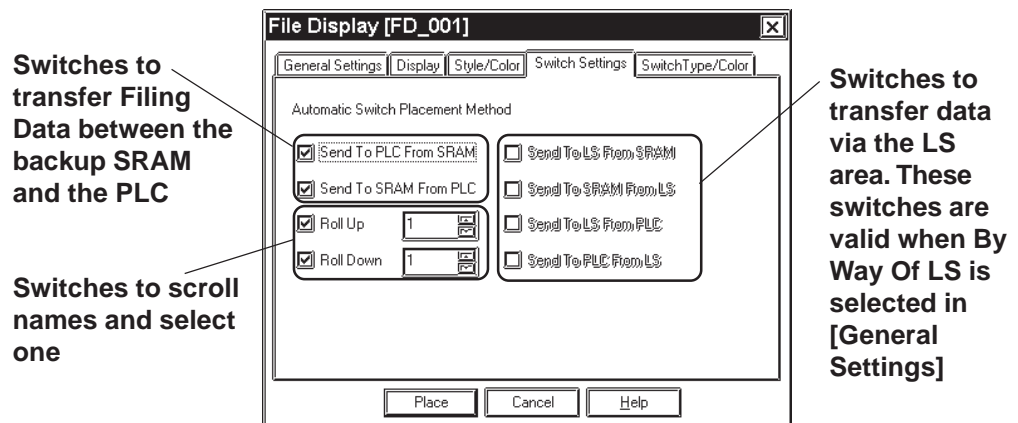 Switches to
transfer Filing
Data between the
backup SRAM
and the PLC
Switches to scroll
names and select
one
File Display [FD_001]
General Settings Display Style/Color Switch Settings SwitchType/Color
Automatic Switch Placement Method
Send To PLC From SRAM
Send To SRAM From PLC
Roll Up 1
Roll Down 1
Send To LS From SRAM
Send To SRAM From LS
Send To LS From PLC
Send To PLC From LS
Place Cancel Help
Switches to
transfer data
via the LS
area. These
switches are
valid when By
Way Of LS is
selected in
[General
Settings]